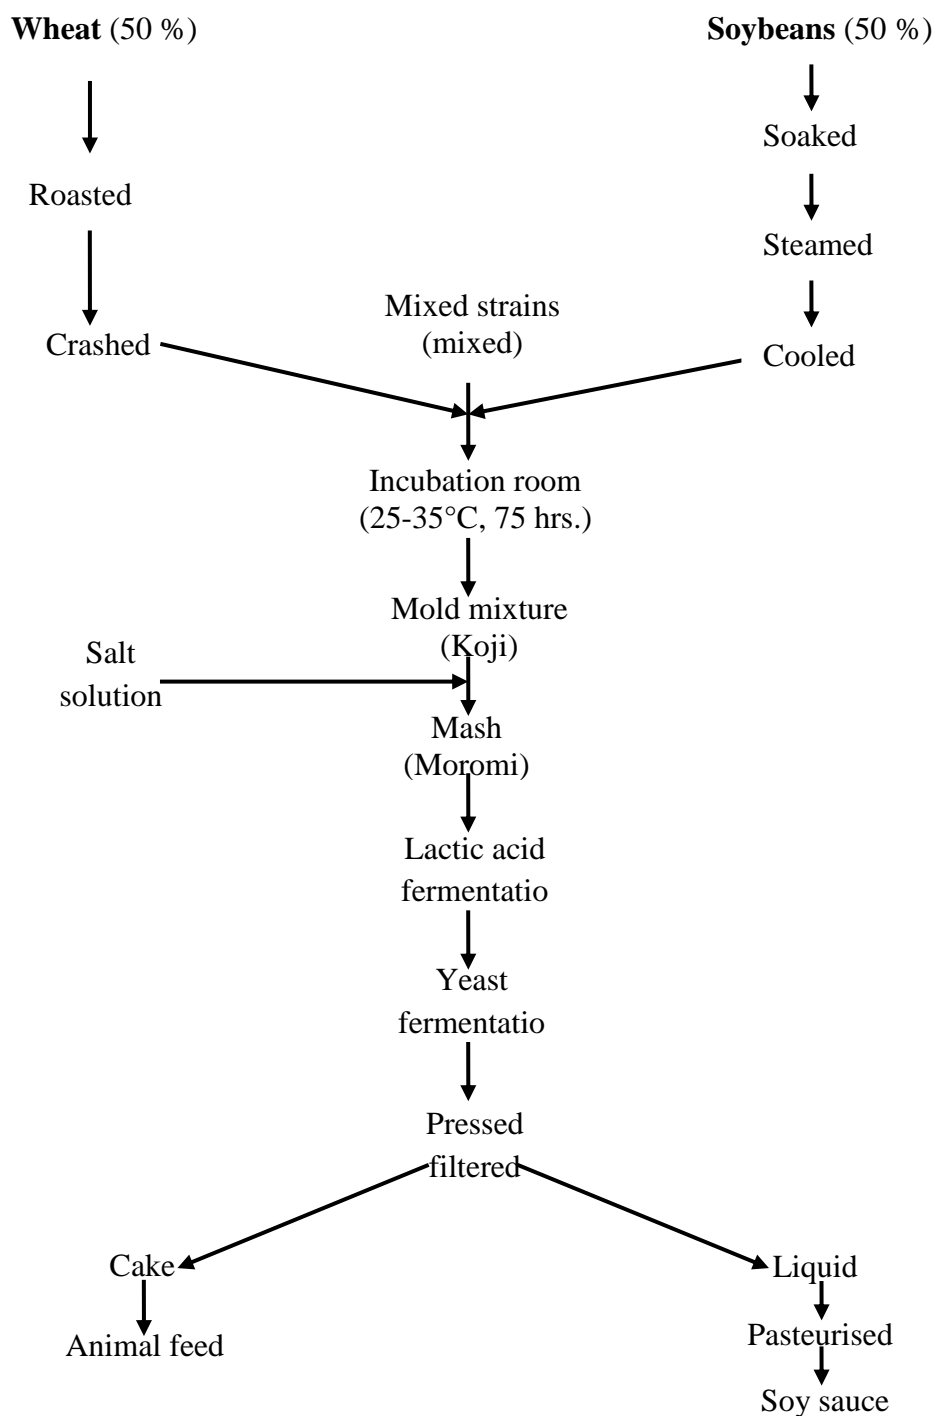 Wheat (50 %)
Soybeans (50 %)
Soaked
Roasted
Steamed
Mixed strains
(mixed)
Crashed
Cooled
Incubation room
(25-35°C, 75 hrs.)
Mold mixture
(Koji)
Salt
solution
Mash
(Moromi)
Lactic acid
fermentatio
Yeast
fermentatio
Pressed
filtered
Cake
Liquid
Animal feed
Pasteurised
Soy sauce